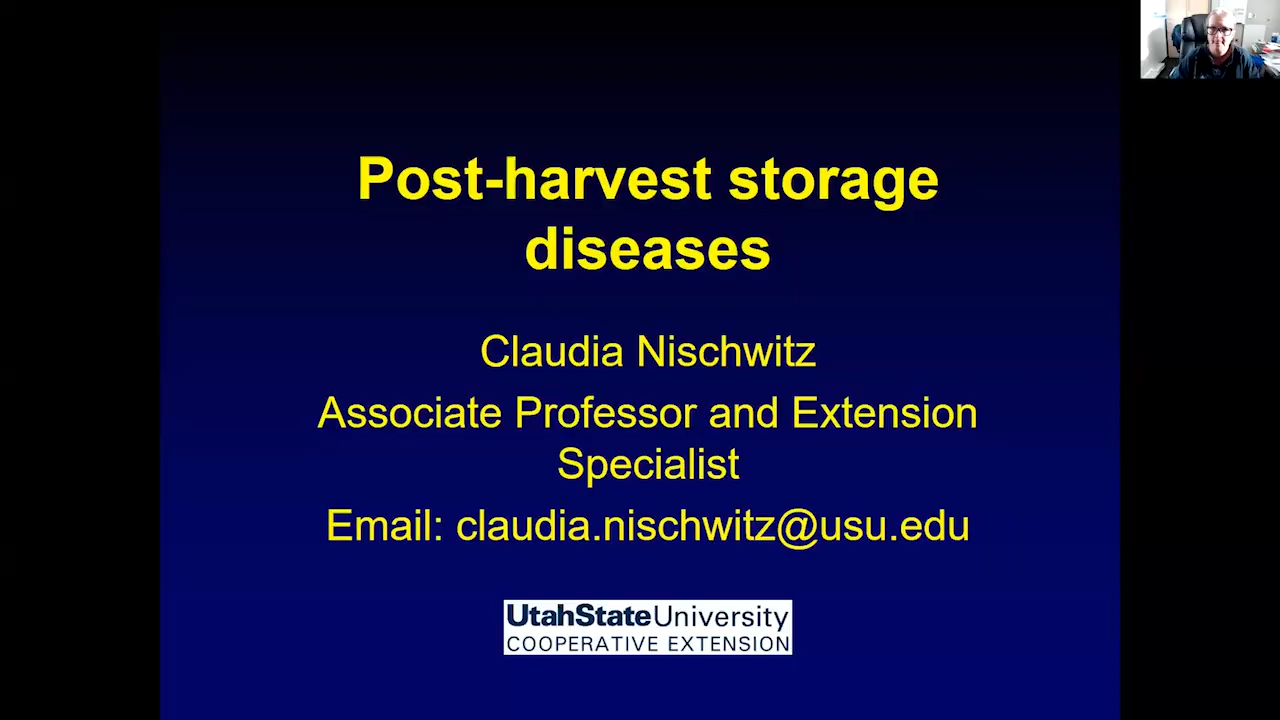 Post-harvest storage
diseases
Claudia Nischwitz
Associate Professor and Extension
Specialist
Email: claudia.nischwitz@usu.edu
UtahStateUniversity
COOPERATIVE EXTENSION